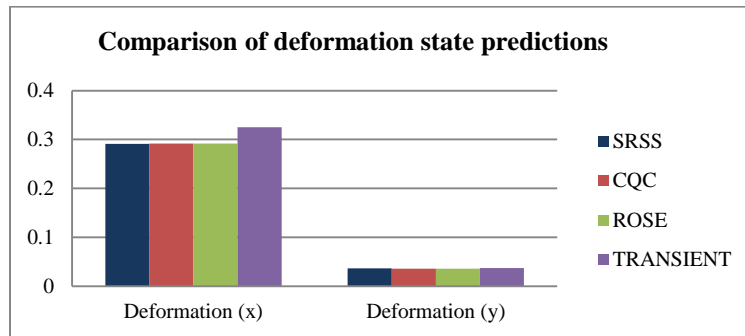 Comparison of deformation state predictions
0.4
0.3
0.2
0.1
0
Deformation (x)
Deformation (y)
SRSS
CQC
ROSE
TRANSIENT